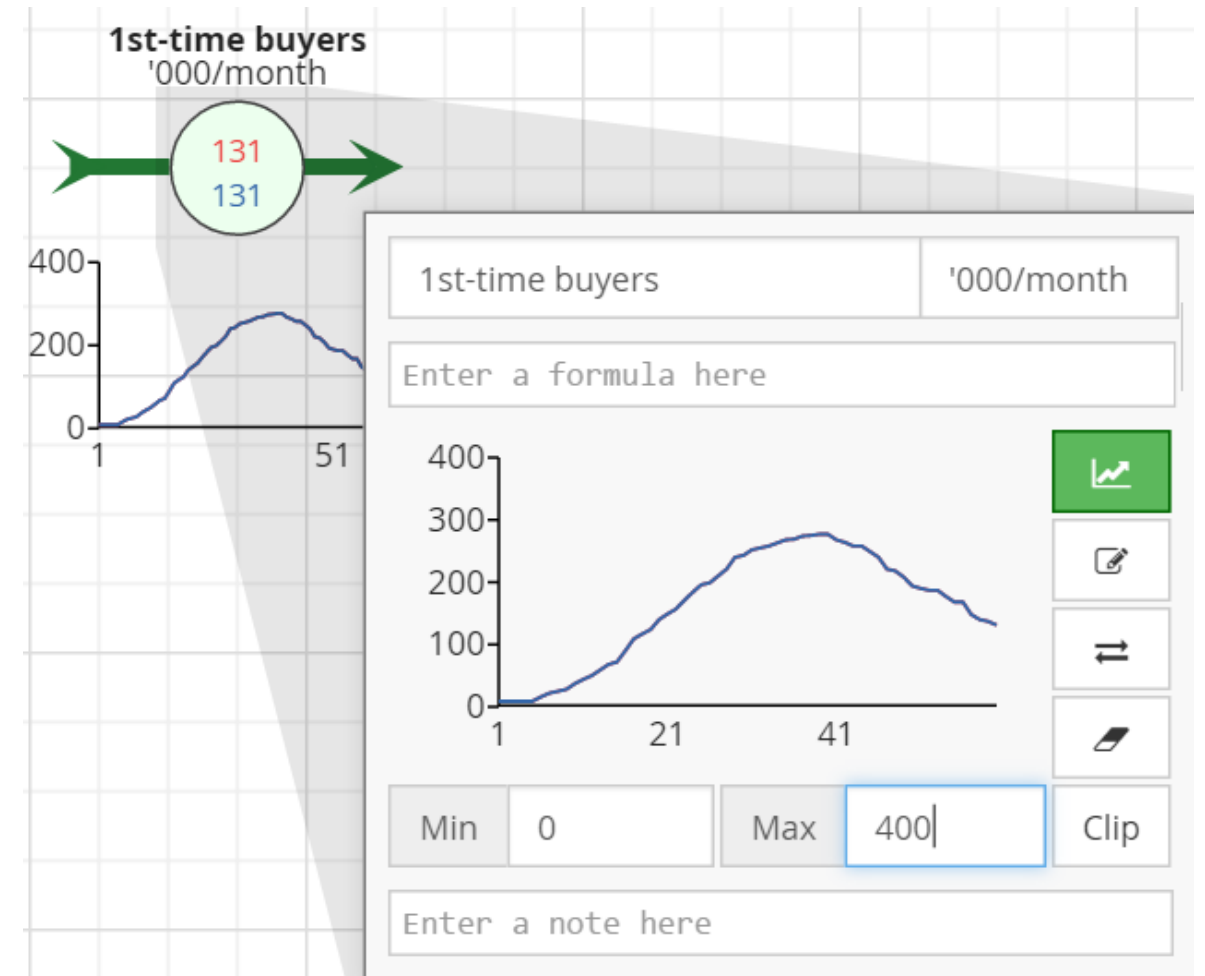 1st-time buyers
'000/month
131
131
400
200
0
1
51
1st-time buyers
'000/month
Enter a formula here
400
300
200
100
0
1
21
41
Min
0
Max
400
Clip
Enter a note here